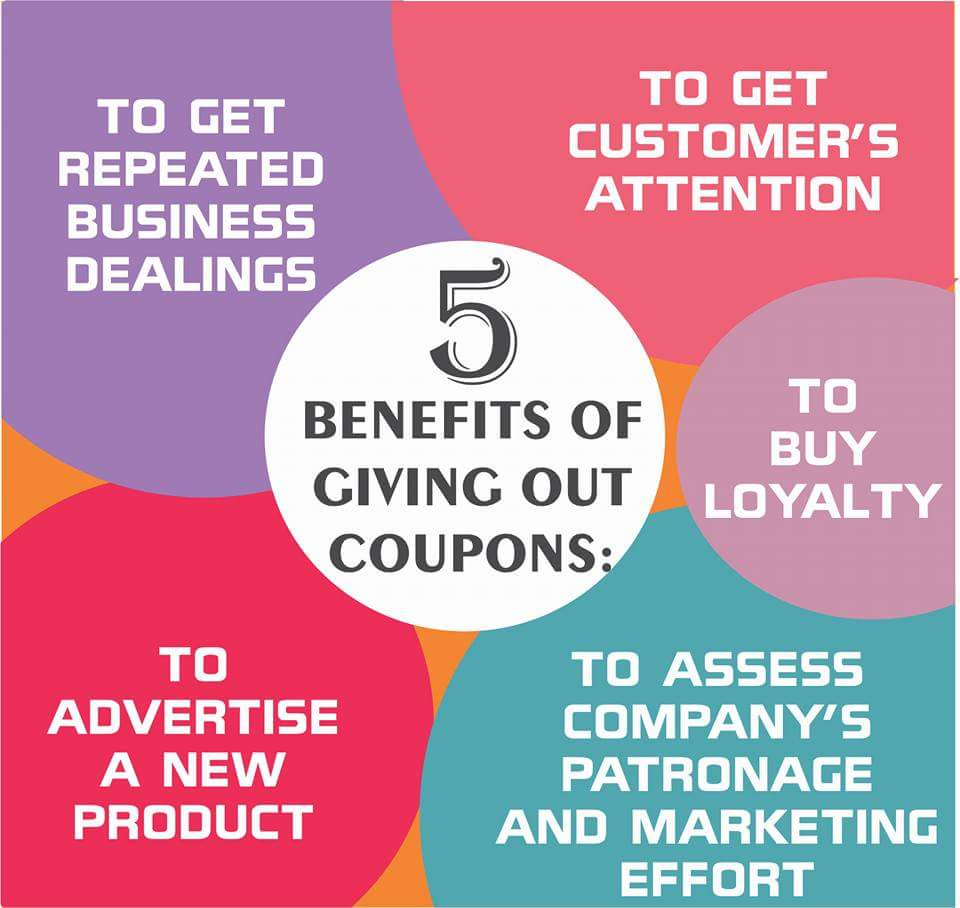 TO GET
REPEATED
BUSINESS
DEALINGS
TO GET
CUSTOMER'S
ATTENTION
5
BENEFITS OF
GIVING OUT
COUPONS:
TO
BUY
LOYALTY
TO
ADVERTISE
A NEW
PRODUCT
TO ASSESS
COMPANY'S
PATRONAGE
AND MARKETING
EFFORT